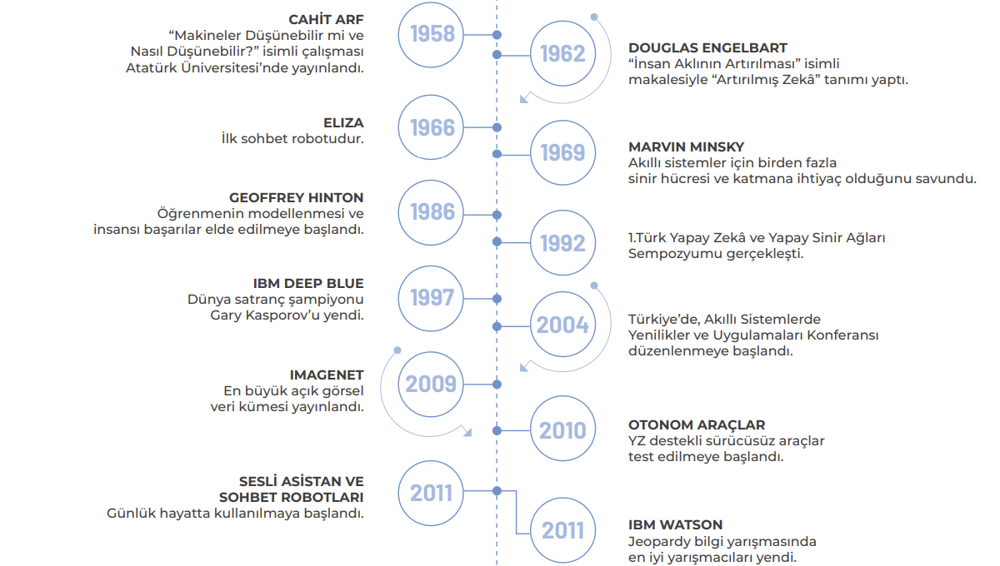 CAHİT ARF
“Makineler Düşünebilir mi ve
Nasıl Düşünebilir?” isimli çalışması
Atatürk Üniversitesi’nde yayınlandı.
1958
1962
DOUGLAS ENGELBART
“İnsan Aklının Artırılması” isimli
makalesiyle “Artırılmış Zekâ” tanımı yaptı.
ELIZA
İlk sohbet robotudur.
1966
1969
MARVIN MINSKY
Akıllı sistemler için birden fazla
sinir hücresi ve katmana ihtiyaç olduğunu savundu.
GEOFFREY HINTON
Öğrenmenin modellenmesi ve
insansı başarılar elde edilmeye başlandı.
1986
1992
1.Türk Yapay Zekâ ve Yapay Sinir Ağları
Sempozyumu gerçekleşti.
IBM DEEP BLUE
Dünya satranç şampiyonu
Gary Kasporov’u yendi.
1997
2004
Türkiye’de, Akıllı Sistemlerde
Yenilikler ve Uygulamaları Konferansı
düzenlenmeye başlandı.
IMAGENET
En büyük açık görsel
veri kümesi yayınlandı.
2009
2010
OTONOM ARAÇLAR
YZ destekli sürücüsüz araçlar
test edilmeye başlandı.
SESLİ ASİSTAN VE
SOHBET ROBOTLARI
Günlük hayatta kullanılmaya başlandı.
2011
2011
IBM WATSON
Jeopardy bilgi yarışmasında
en iyi yarışmacıları yendi.